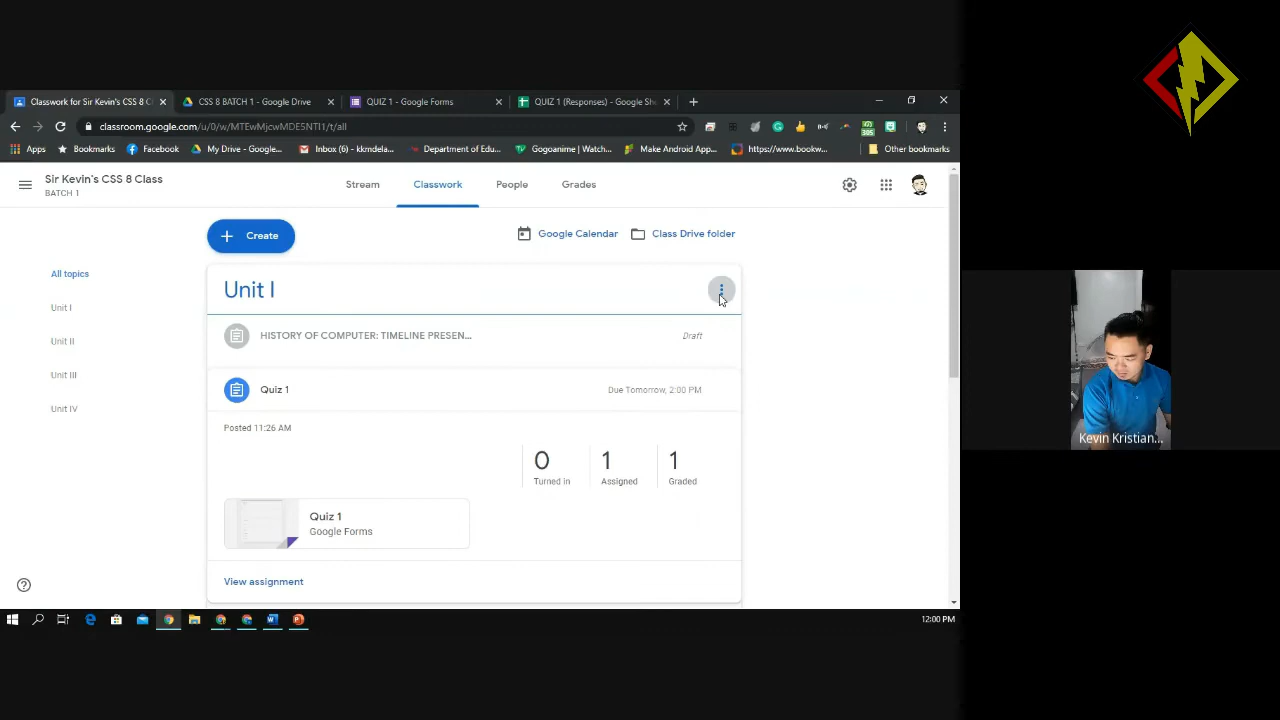 Classwork for Sir Kevin's CSS 8 C
CSS 8 BATCH 1 - Google Drive
QUIZ 1 - Google Forms
QUIZ 1 (Responses) - Google She
classroom.google.com/u/0/w/MTEwMjcwMDE5NTI1/t/all
Apps
Bookmarks
Facebook
My Drive - Google...
Inbox (6) - kkmdela...
Department of Edu...
Gogoanime | Watch...
Make Android App...
https://www.bookw...
Other bookmarks
Sir Kevin's CSS 8 Class
BATCH 1
Stream
Classwork
People
Grades
Create
Google Calendar
Class Drive folder
All topics
Unit I
Unit II
Unit III
Unit IV
Unit I
HISTORY OF COMPUTER: TIMELINE PRESEN...
Draft
Quiz 1
Due Tomorrow, 2:00 PM
Posted 11:26 AM
0
Turned in
1
Assigned
1
Graded
Quiz 1
Google Forms
View assignment
12:00 PM
Kevin Kristian...